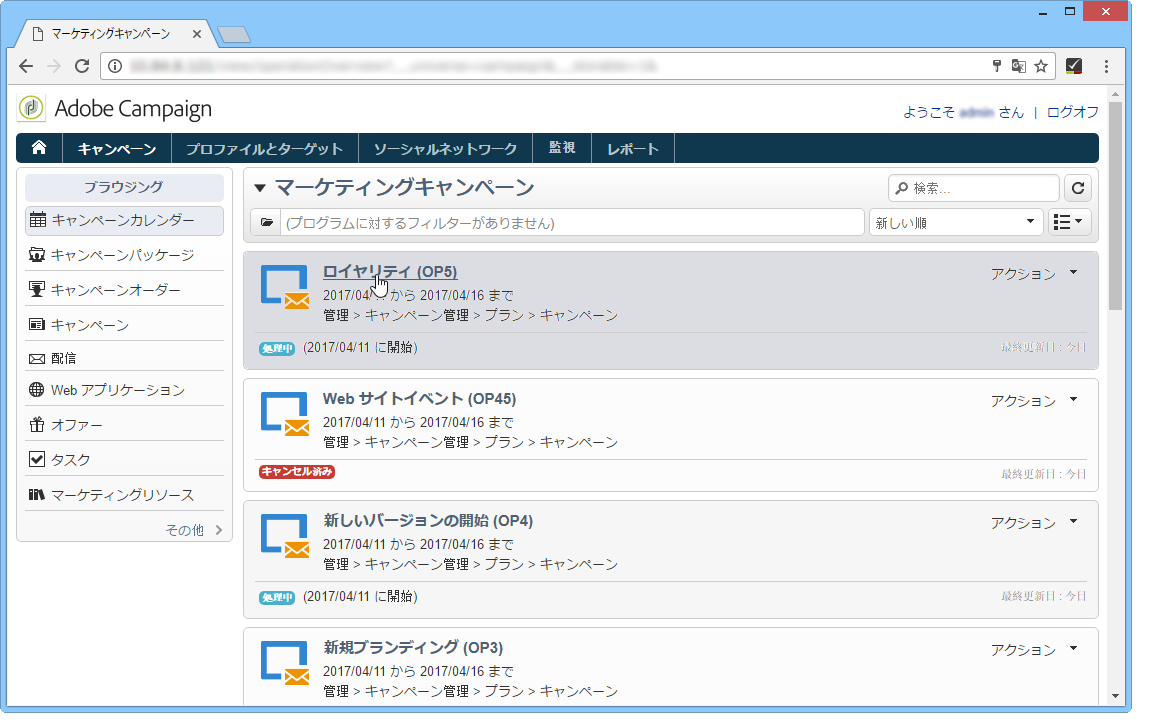 マーケティングキャンペーン
Adobe Campaign
ようこそ さん | ログオフ
キャンペーン プロファイルとターゲット ソーシャルネットワーク 監視 レポート
ブラウジング
キャンペーンカレンダー
キャンペーンパッケージ
キャンペーンオーダー
キャンペーン
配信
Web アプリケーション
オファー
タスク
マーケティングリソース
その他
マーケティングキャンペーン
検索...
(プログラムに対するフィルターがありません) 新しい順
ロイヤリティ (OP5) アクション
2017/04/ から 2017/04/16 まで
管理 > キャンペーン管理 > プラン > キャンペーン
処理中 (2017/04/11 に開始) 最終更新日 : 今日
Web サイトイベント (OP45) アクション
2017/04/11 から 2017/04/16 まで
管理 > キャンペーン管理 > プラン > キャンペーン
キャンセル済み 最終更新日 : 今日
新しいバージョンの開始 (OP4) アクション
2017/04/11 から 2017/04/16 まで
管理 > キャンペーン管理 > プラン > キャンペーン
処理中 (2017/04/11 に開始) 最終更新日 : 今日
新規ブランディング (OP3) アクション
2017/04/11 から 2017/04/16 まで
管理 > キャンペーン管理 > プラン > キャンペーン